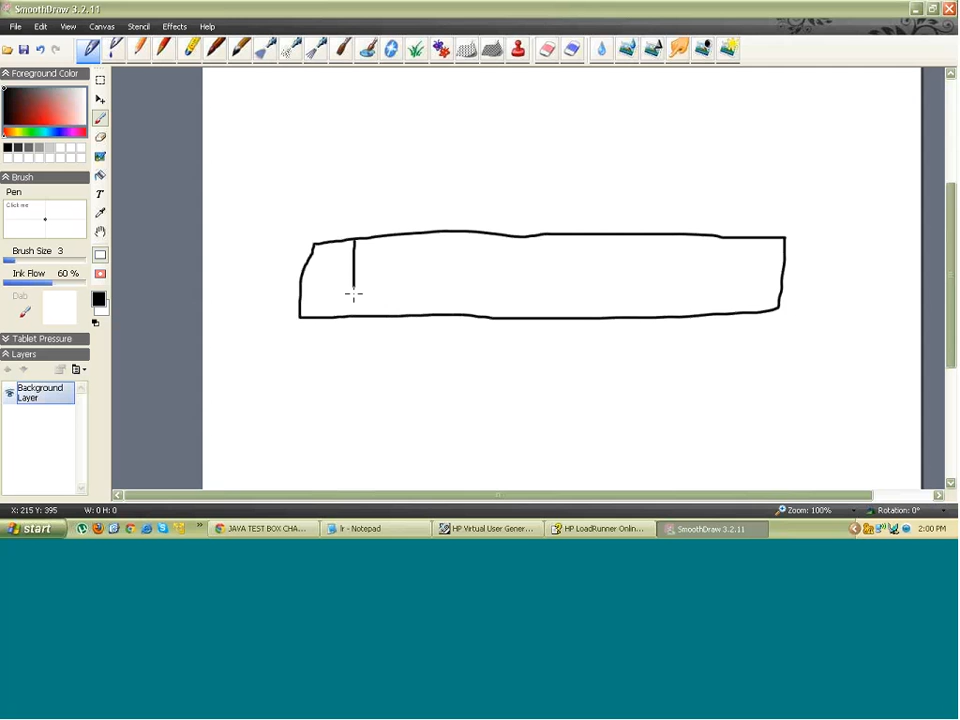 SmoothDraw 3.2.11
File Edit View Canvas Stencil Effects Help
Foreground Color
Brush
Pen
Click me
Brush Size 3
Ink Flow 60 %
Dab
Tablet Pressure
Layers
Background Layer
X: 215 Y: 395 W: 0 H: 0 Zoom: 100% Rotation: 0°
start JAVA TEST BOX CHA... lr - Notepad HP Virtual User Gener... HP LoadRunner Onlin... SmoothDraw 3.2.11 2:00 PM